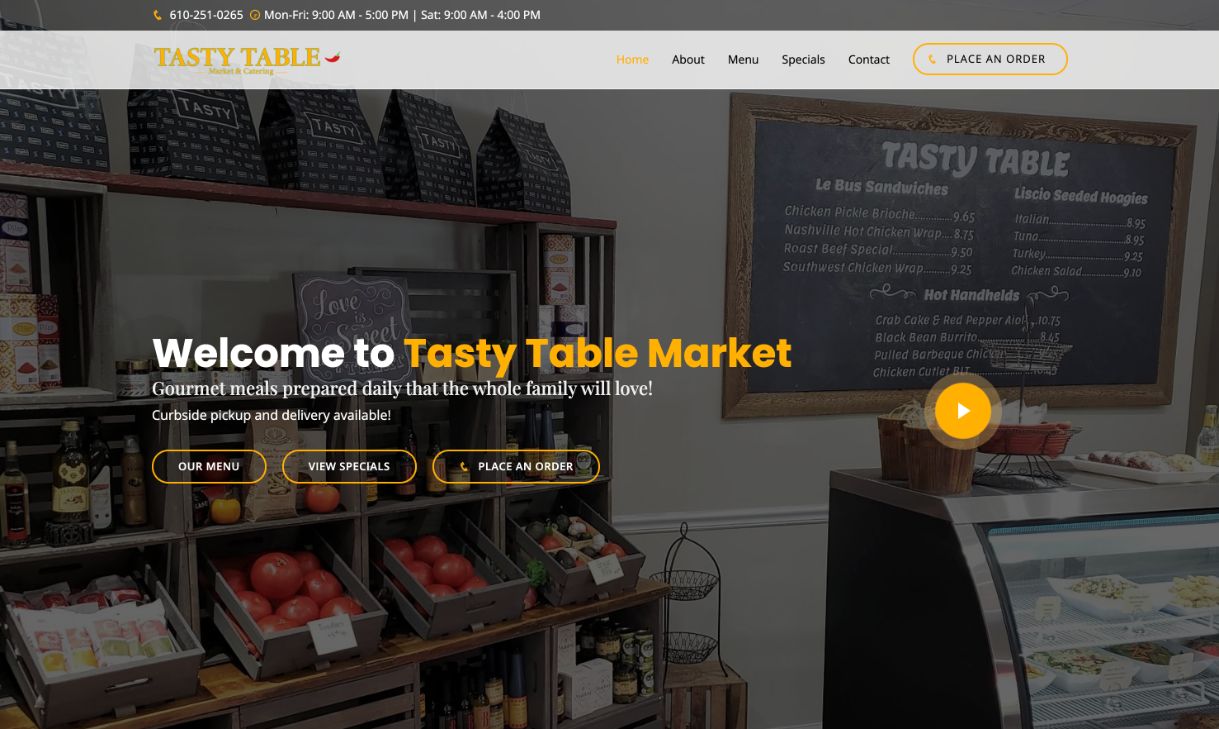 610-251-0265 Mon-Fri: 9:00 AM - 5:00 PM | Sat: 9:00 AM - 4:00 PM
TASTY TABLE
Market & Catering
Home About Menu Specials Contact PLACE AN ORDER
TASTY
TASTY
TASTY
TASTY
TASTY TABLE
Le Bus Sandwiches
Chicken Pickle Brioche.............9.65
Nashville Hot Chicken Wrap....8.75
Roast Beef Special...................9.50
Southwest Chicken Wrap........9.25
Liscio Seeded Hoagies
Italian............................8.95
Tuna..............................8.95
Turkey...........................9.25
Chicken Salad..............9.10
Hot Handhelds
Crab Cake & Red Pepper Aioli...10.75
Black Bean Burrito................8.45
Pulled Barbeque Chicken
Chicken Cutlet BLT
Love
is
Sweet
Welcome to Tasty Table Market
Gourmet meals prepared daily that the whole family will love!
Curbside pickup and delivery available!
OUR MENU VIEW SPECIALS PLACE AN ORDER